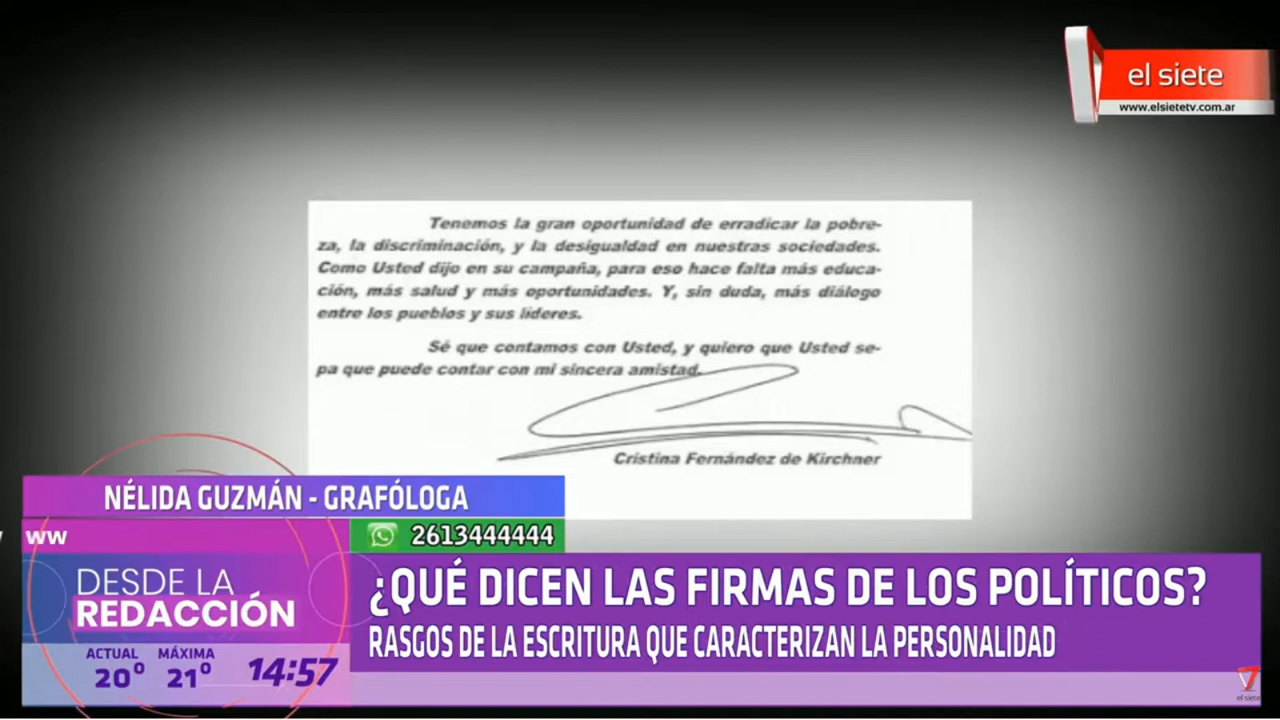 el siete
www.elsietetv.com.ar
Tenemos la gran oportunidad de erradicar la pobre-
za, la discriminación, y la desigualdad en nuestras sociedades.
Como Usted dijo en su campaña, para eso hace falta más educa-
ción, más salud y más oportunidades. Y, sin duda, más diálogo
entre los pueblos y sus líderes.
Sé que contamos con Usted, y quiero que Usted se-
pa que puede contar con mi sincera amistad.
Cristina Fernández de Kirchner
NÉLIDA GUZMÁN - GRAFÓLOGA
ww
2613444444
DESDE LA
REDACCIÓN
¿QUÉ DICEN LAS FIRMAS DE LOS POLÍTICOS?
RASGOS DE LA ESCRITURA QUE CARACTERIZAN LA PERSONALIDAD
ACTUAL MÁXIMA
20° 21° 14:57
el siete